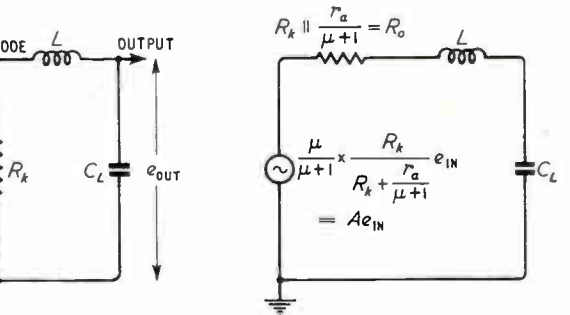 ODE L OUTPUT
R_k C_L e_OUT
R_k || r_a/(μ+1) = R_o L
μ/(μ+1) × R_k/(R_k + r_a/(μ+1)) e_IN
= Ae_IN
C_L